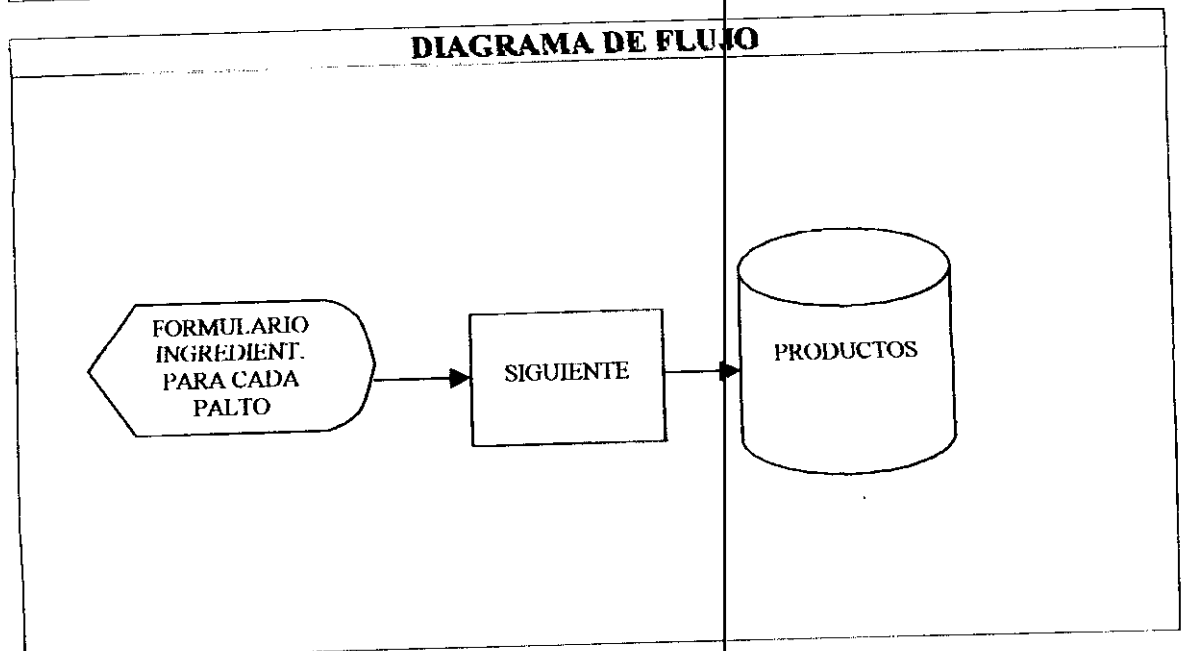 DIAGRAMA DE FLUJO
FORMULARIO
INGREDIENT.
PARA CADA
PALTO
SIGUIENTE
PRODUCTOS